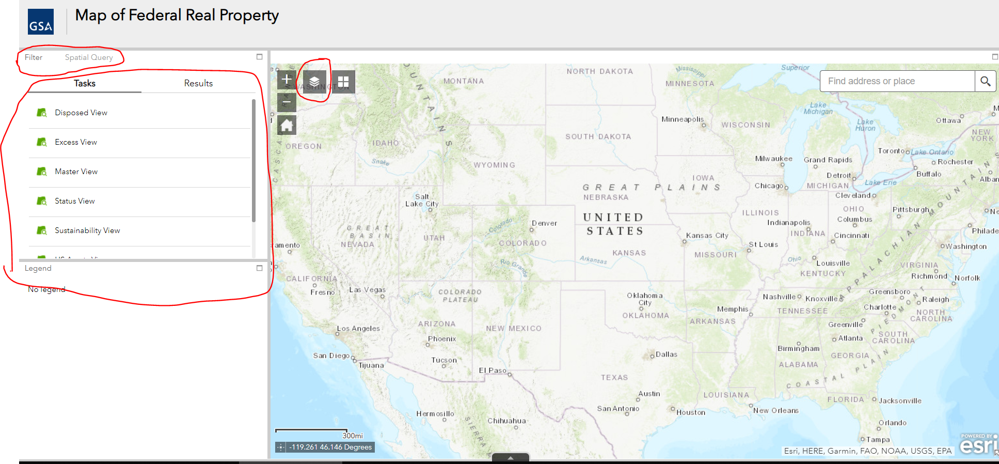 GSA
Map of Federal Real Property
Filter
Spatial Query
Tasks
Results
Disposed View
Excess View
Master View
Status View
Sustainability View
Legend
No legend
Find address or place
WASHINGTON
MONTANA
NORTH DAKOTA
MINNESOTA
Mississippi
Superior
Lake
Michigan
Lake
Huron
Ottawa
Minneapolis
WISCONSIN
OREGON
IDAHO
SOUTH DAKOTA
NEW
YORK
Toronto
Lake Ontario
Rochester
Milwaukee
Grand Rapids
Snake
WYOMING
Buffalo
Detroit
IOWA
Chicago
MICHIGAN
Lake Erie
Alban
GREAT PLAINS
NEBRASKA
Cleveland
Salt
Lake City
ILLINOIS
OHIO
Pittsburgh
Ne
UNITED
STATES
Columbus
Indianapolis
Denver
Colorado
GREAT
BASIN
NEVADA
UTAH
COLORADO
Kansas City
INDIANA
Cincinnati
Philade
St Louis
ramento
KANSAS
MISSOURI
Washington
Arkansas
Rio Grande
Ohio
Louisville
KENTUCKY
VIRGINIA
Richmond
Norfolk
APPALACHIAN MOUNTAIN
CALIFORNIA
Fresno
Las Vegas
COLORADO
PLATEAU
Oklahoma
City
OKLAHOMA
Nashville
Knoxville
Greensboro
Raleigh
Memphis
TENNESSEE
Charlotte
NORTH
CAROLINA
ARKANSAS
Greenville
PIEDMONT
Los Angeles
ARIZONA
NEW MEXICO
Phoenix
Atlanta
SOUTH
CAROLINA
Birmingham
San Diego
Tijuana
Tucson
Dallas
GEORGIA
ALABAMA
El Paso
TEXAS
COASTAL PLAIN
Austin
LOUISIANA
FLORIDA
Jacksonville
San Antonio
Houston
New Orleans
Hermosillo
Chihuahua
SIERRA
Orlando
Tampa
300mi
-119.261 46.146 Degrees
Esri, HERE, Garmin, FAO, NOAA, USGS, EPA
POWERED BY
esri